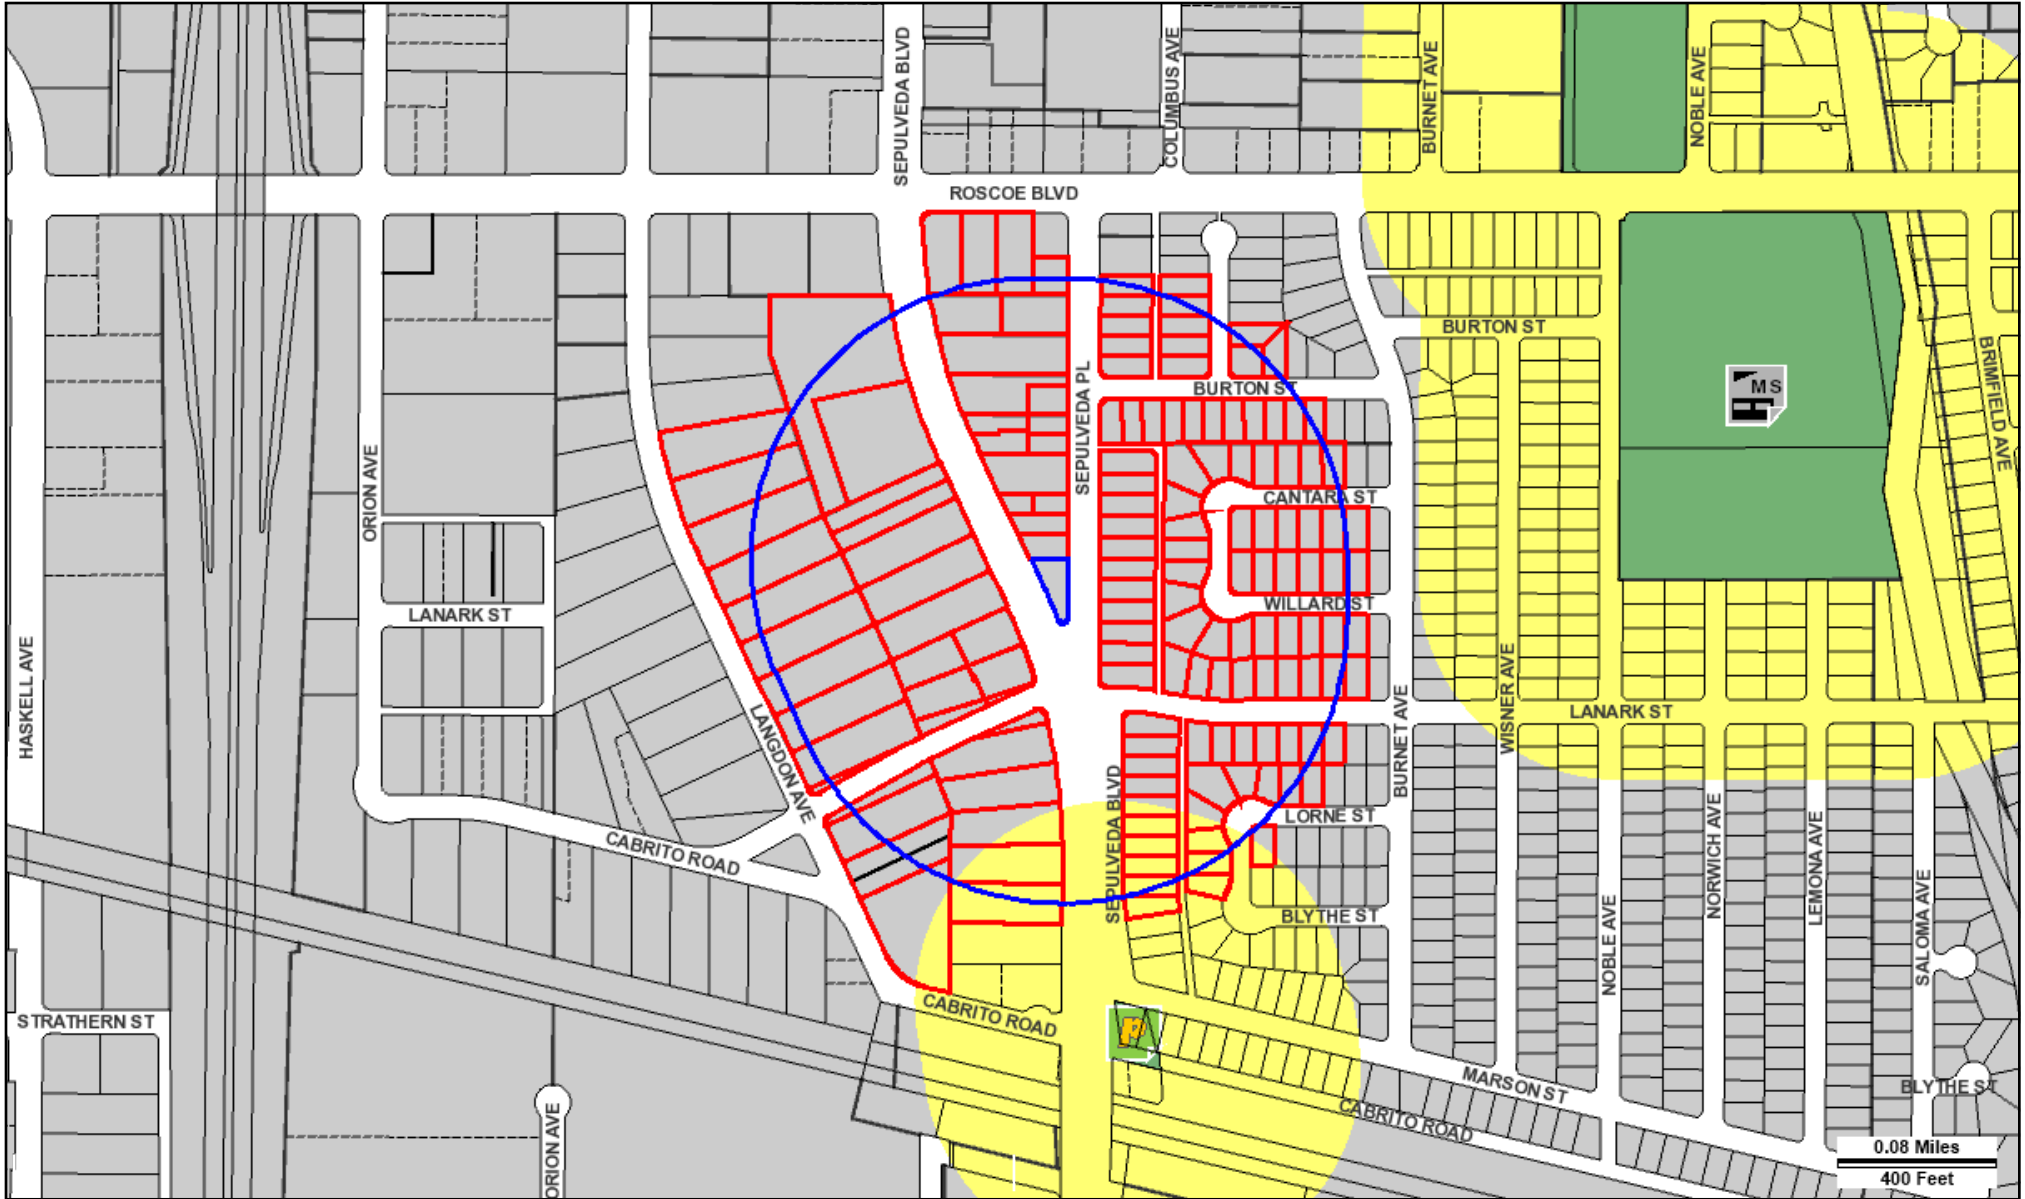 SEPULVEDA BLVD
COLUMBUS AVE
BURNET AVE
NOBLE AVE
ROSCOE BLVD
BURTON ST
BRIMFIELD AVE
M S
H
SEPULVEDA PL
BURTON ST
ORION AVE
CANTARA ST
LANARK ST
WILLARD ST
HASKELL AVE
LANGDON AVE
BURNET AVE
WISNER AVE
LANARK ST
SEPULVEDA BLVD
LORNE ST
CABRITO ROAD
NORWICH AVE
LEMONA AVE
SALOMA AVE
NOBLE AVE
BLYTHE ST
STRATHERN ST
CABRITO ROAD
P
MARSON ST
BLYTHE ST
CABRITO ROAD
ORION AVE
0.08 Miles
400 Feet